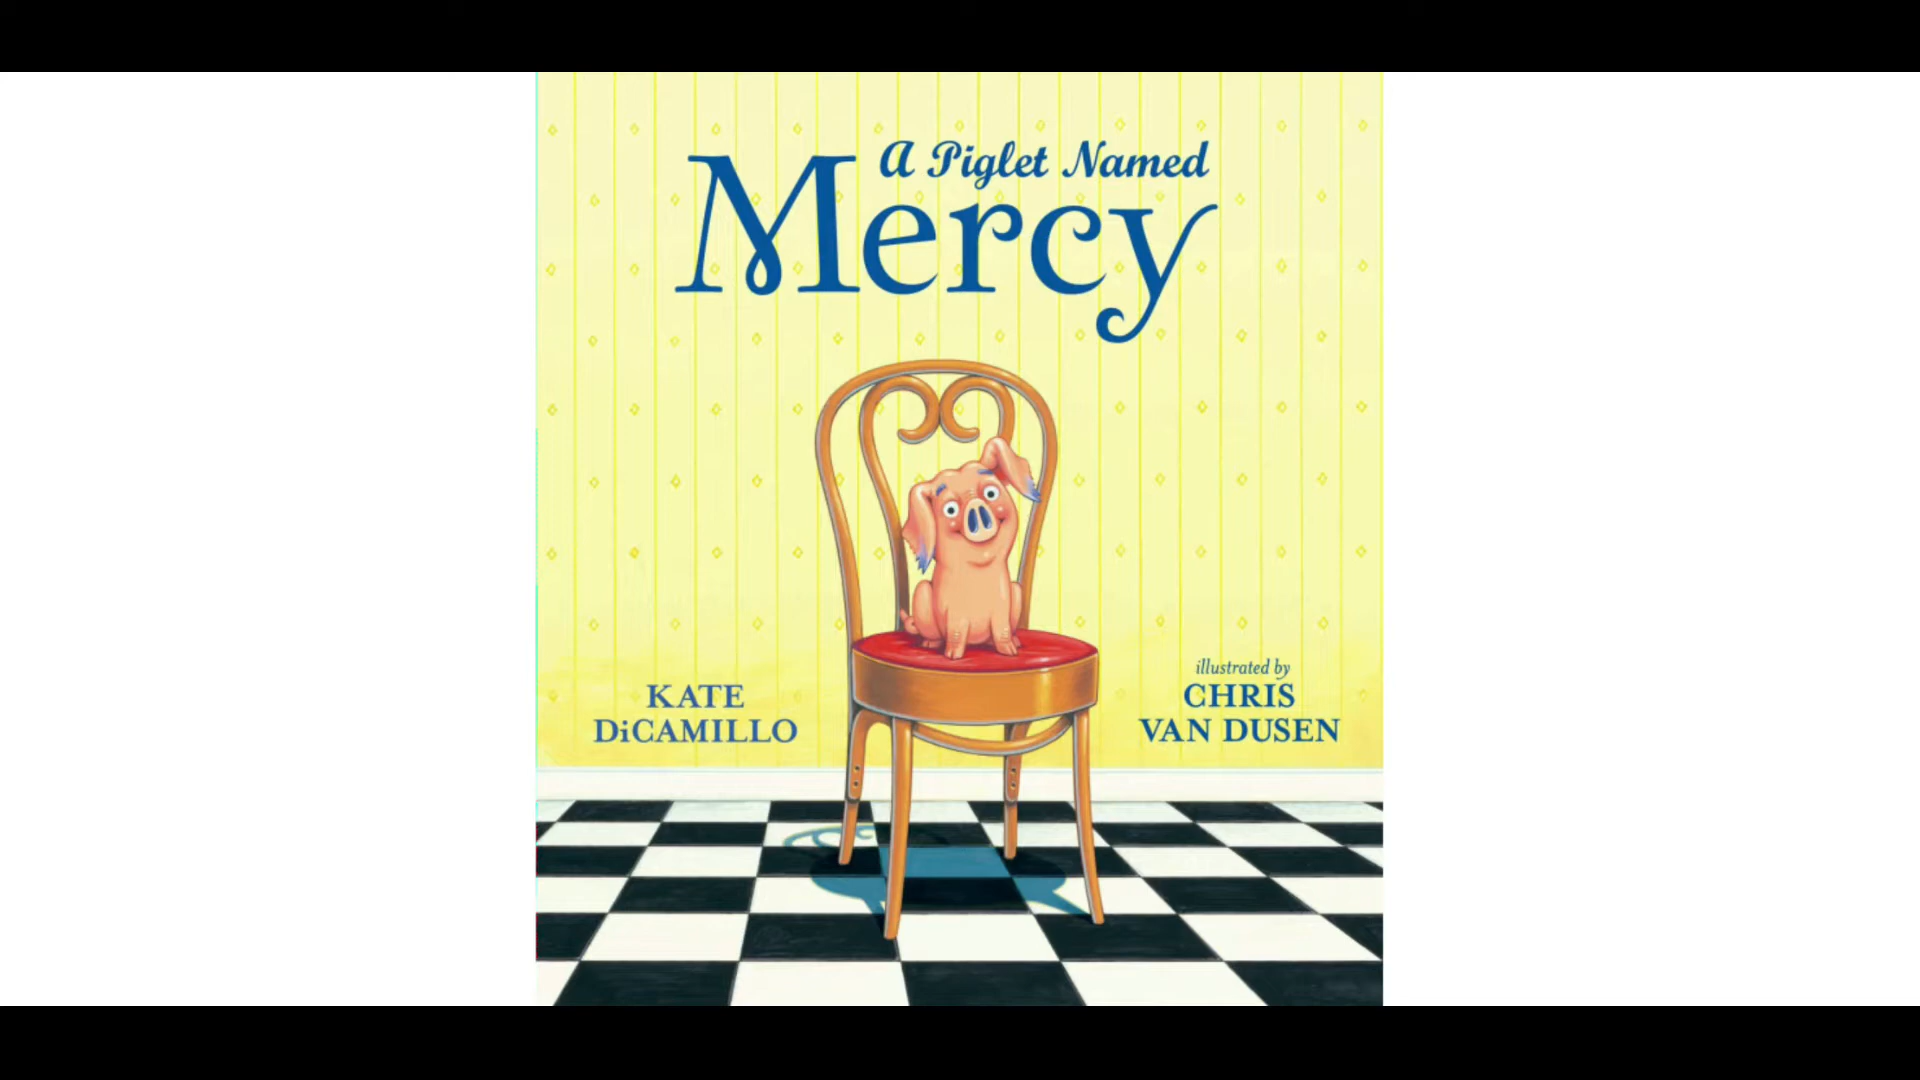 A Piglet Named
Mercy
KATE
DiCAMILLO
illustrated by
CHRIS
VAN DUSEN